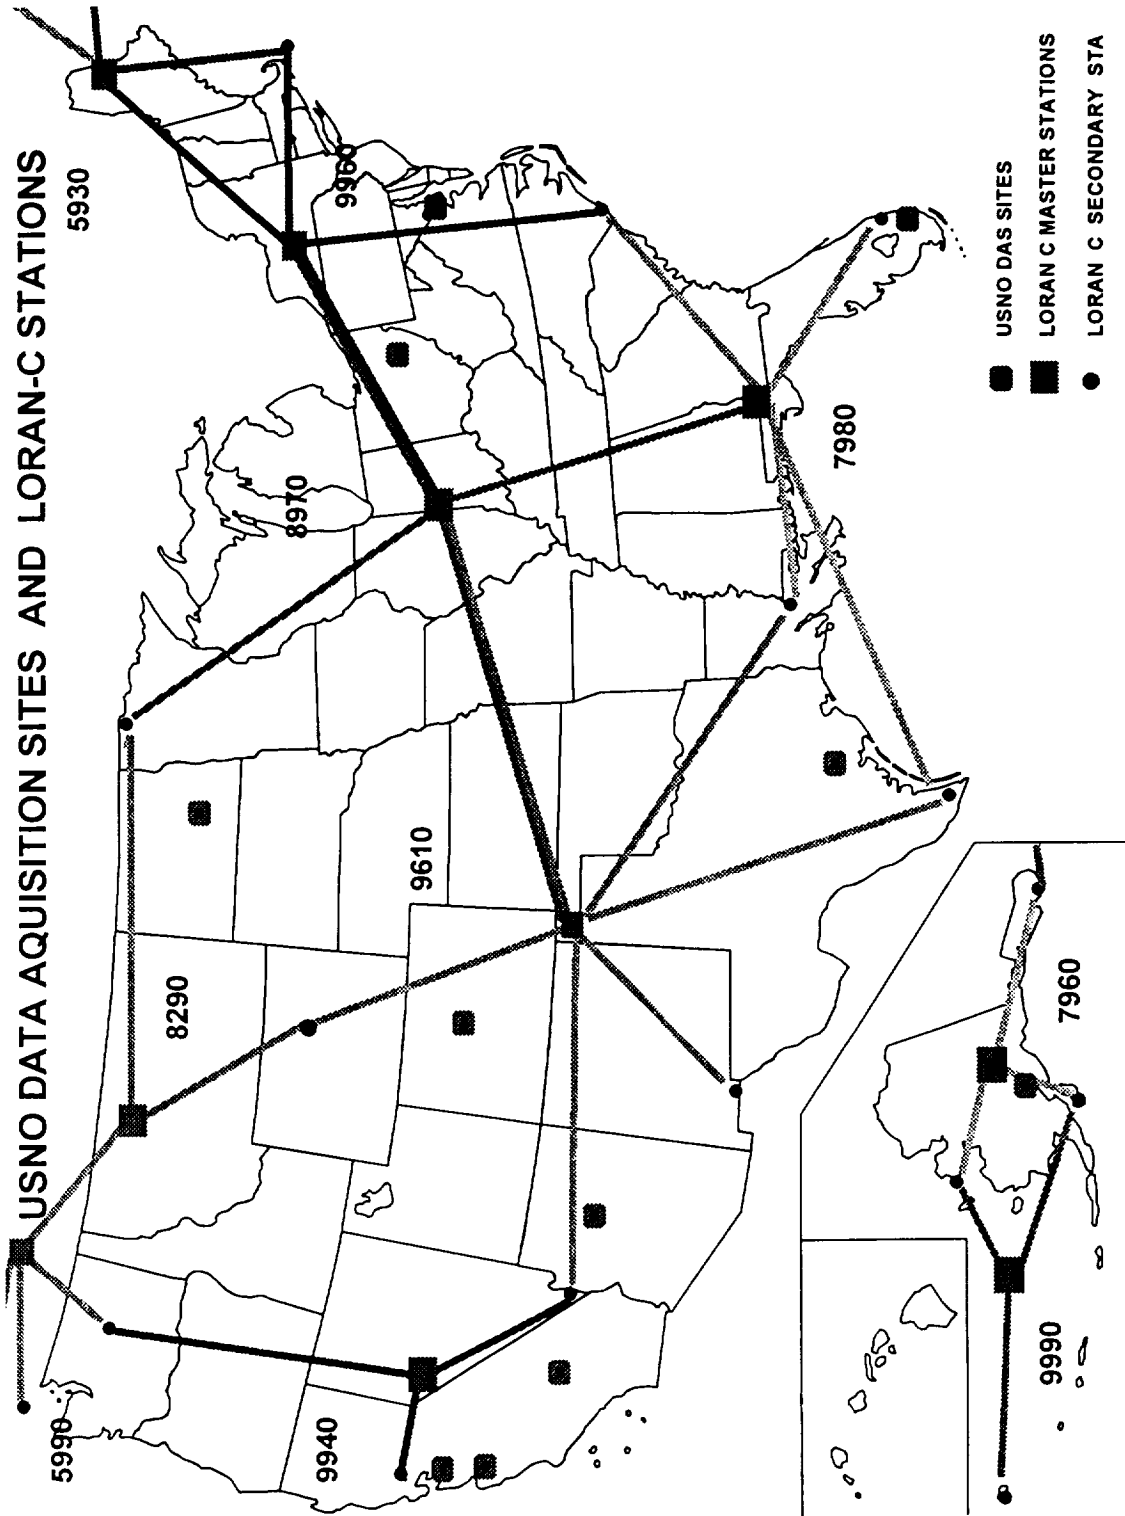 USNO DATA AQUISITION SITES AND LORAN-C STATIONS
5990
8290
8970
5930
9940
9610
9960
7980
9990
7960
USNO DAS SITES
LORAN C MASTER STATIONS
LORAN C SECONDARY STA